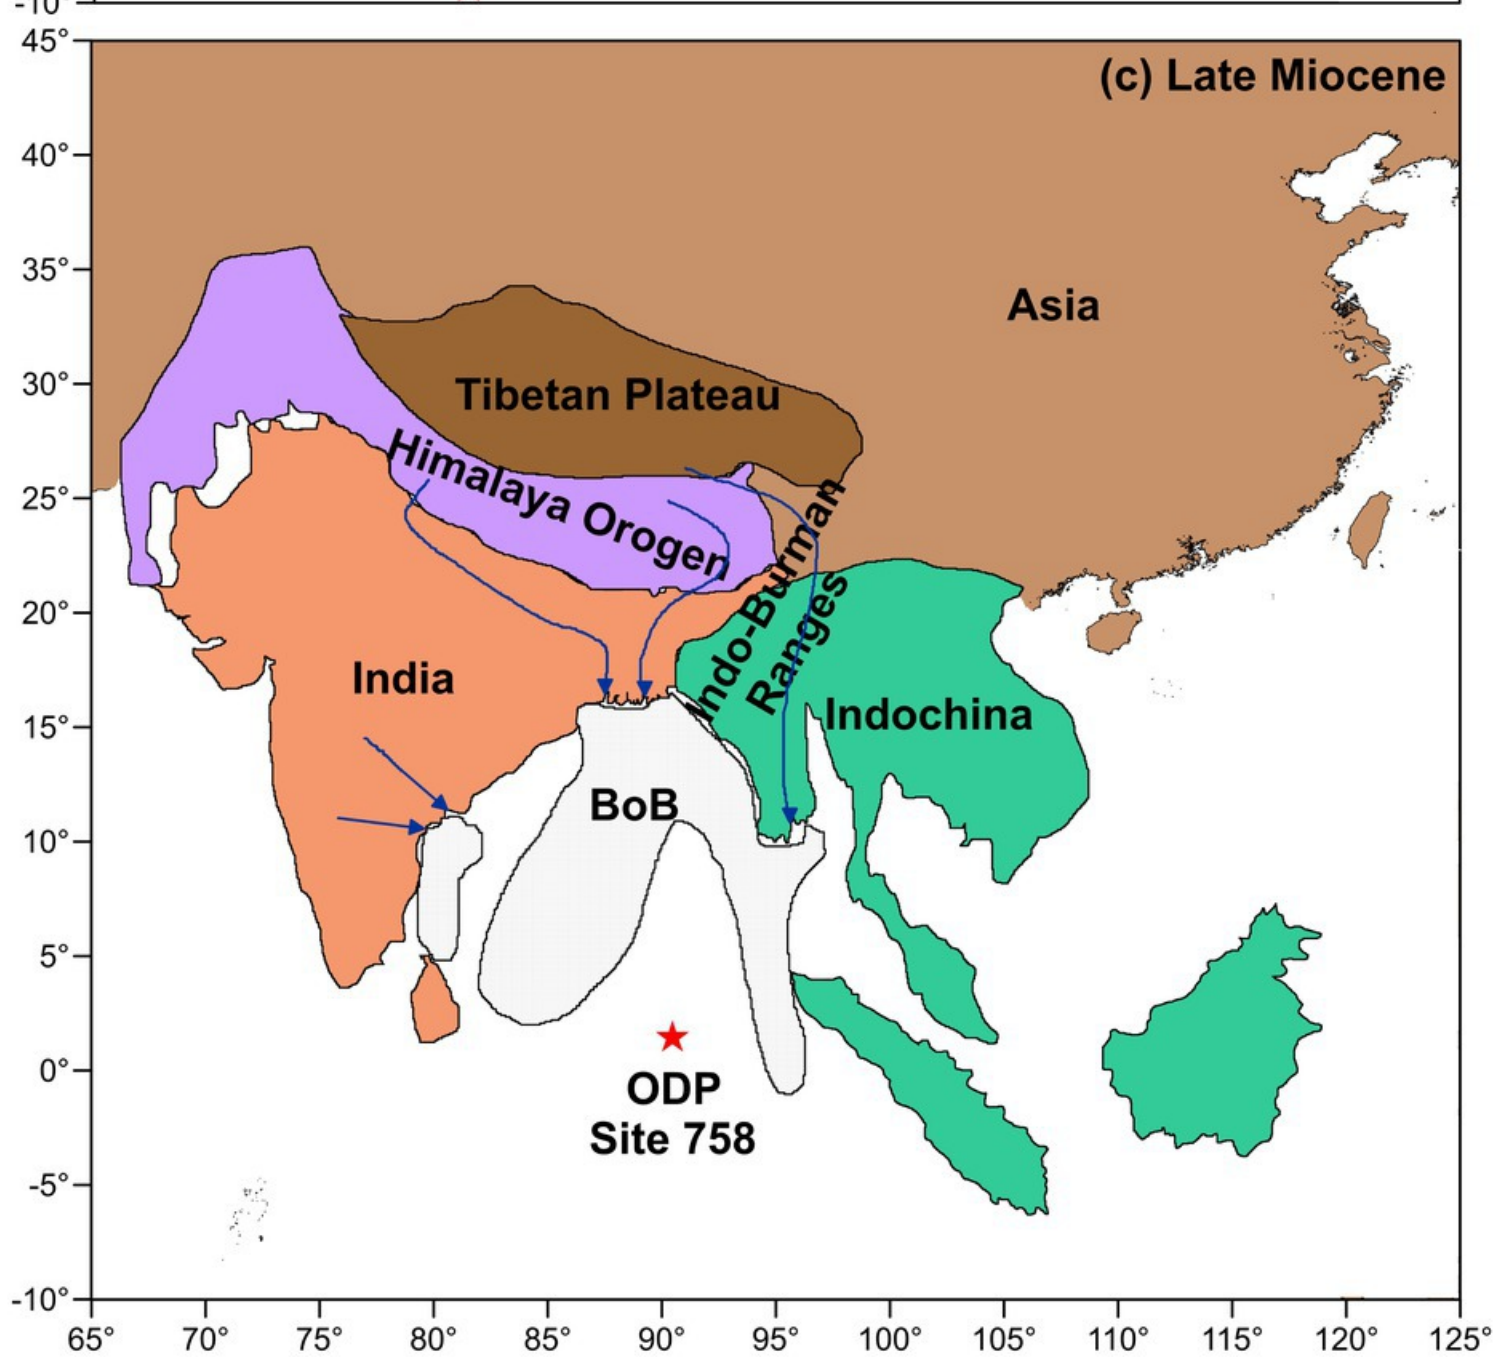 -10°
45°
(c) Late Miocene
40°
35°
Asia
30°
Tibetan Plateau
Himalaya Orogen
25°
Indo-Burman
Ranges
20°
India
Indochina
15°
BoB
10°
5°
ODP
Site 758
0°
-5°
-10°
65° 70° 75° 80° 85° 90° 95° 100° 105° 110° 115° 120° 125°